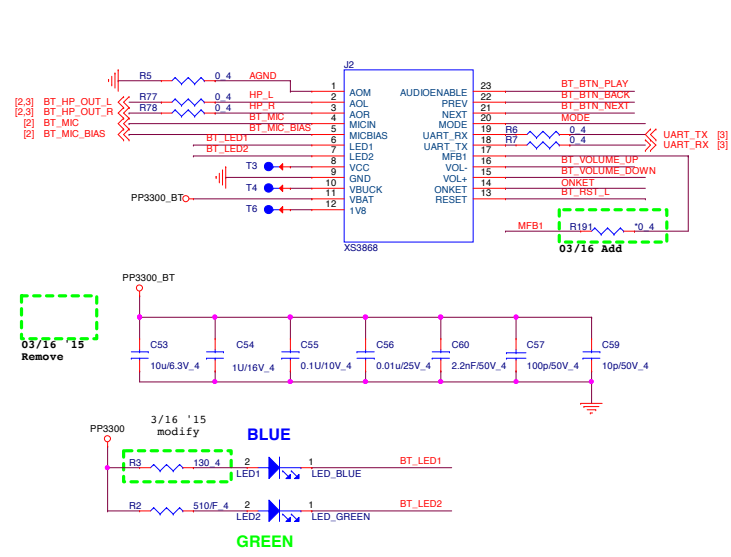 J2
R5 0_4 AGND
1 AOM AUDIOENABLE 23 BT_BTN_PLAY
[2,3] BT_HP_OUT_L R77 0_4 HP_L 2 AOL PREV 22 BT_BTN_BACK
[2,3] BT_HP_OUT_R R78 0_4 HP_R 3 AOR NEXT 21 BT_BTN_NEXT
[2] BT_MIC BT_MIC 4 MICIN MODE 20 MODE
[2] BT_MIC_BIAS BT_MIC_BIAS 5 MICBIAS UART_RX 19 R6 0_4 UART_TX [3]
BT_LED1 6 LED1 UART_TX 18 R7 0_4 UART_RX [3]
BT_LED2 7 LED2 MFB1 17
T3 8 VCC VOL- 16 BT_VOLUME_UP
9 GND VOL+ 15 BT_VOLUME_DOWN
T4 10 VBUCK ONKET 14 ONKET
PP3300_BT 11 VBAT RESET 13 BT_RST_L
T6 12 1V8
XS3868
MFB1 R191 *0_4
03/16 Add
PP3300_BT
03/16 '15
Remove
C53 C54 C55 C56 C60 C57 C59
10u/6.3V_4 1U/16V_4 0.1U/10V_4 0.01u/25V_4 2.2nF/50V_4 100p/50V_4 10p/50V_4
3/16 '15
modify
PP3300
BLUE
R3 130_4 2 LED1 1 LED_BLUE BT_LED1
R2 510/F_4 2 LED2 1 LED_GREEN BT_LED2
GREEN